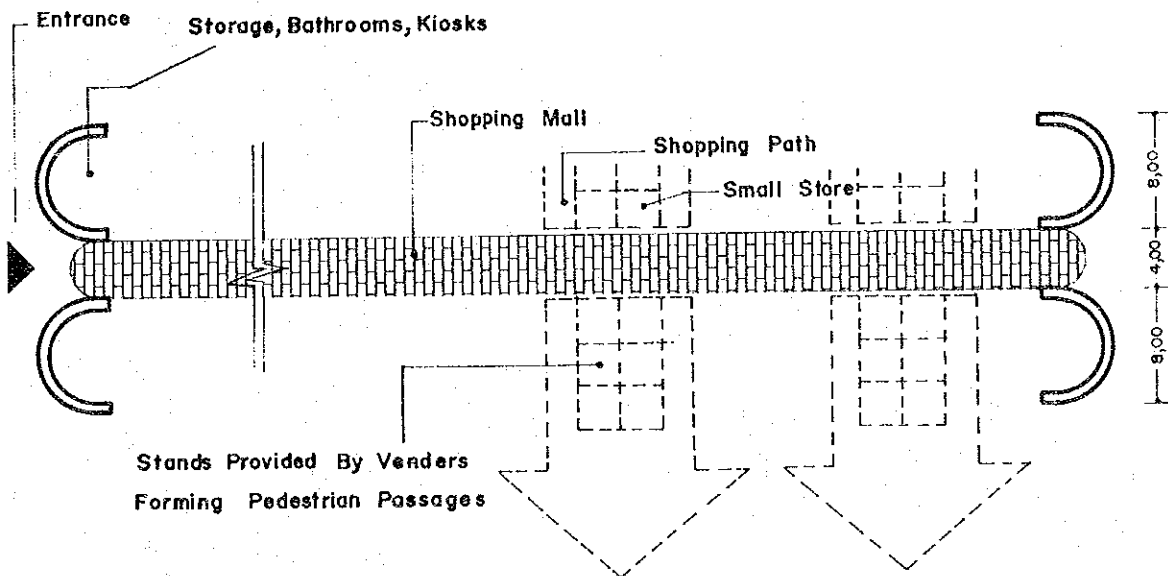 Entrance
Storage, Bathrooms, Kiosks
Shopping Mall
Shopping Path
Small Store
8,00
4,00
8,00
Stands Provided By Venders
Forming Pedestrian Passages